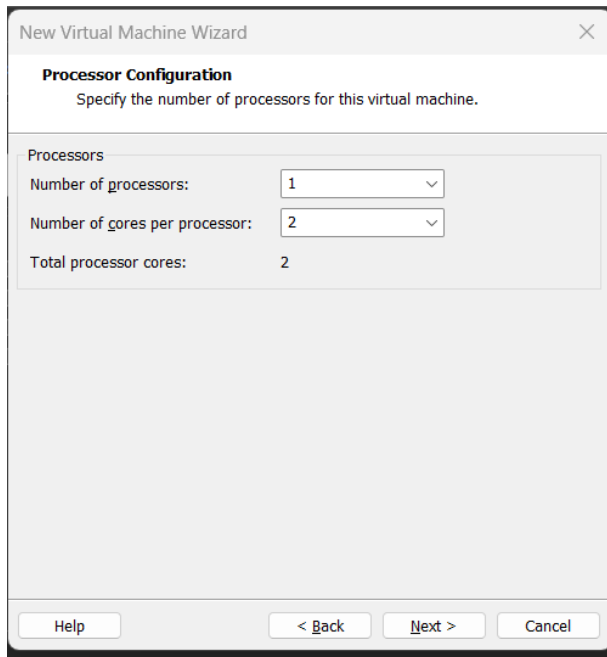 New Virtual Machine Wizard
Processor Configuration
Specify the number of processors for this virtual machine.
Processors
Number of processors: 1
Number of cores per processor: 2
Total processor cores: 2
Help < Back Next > Cancel